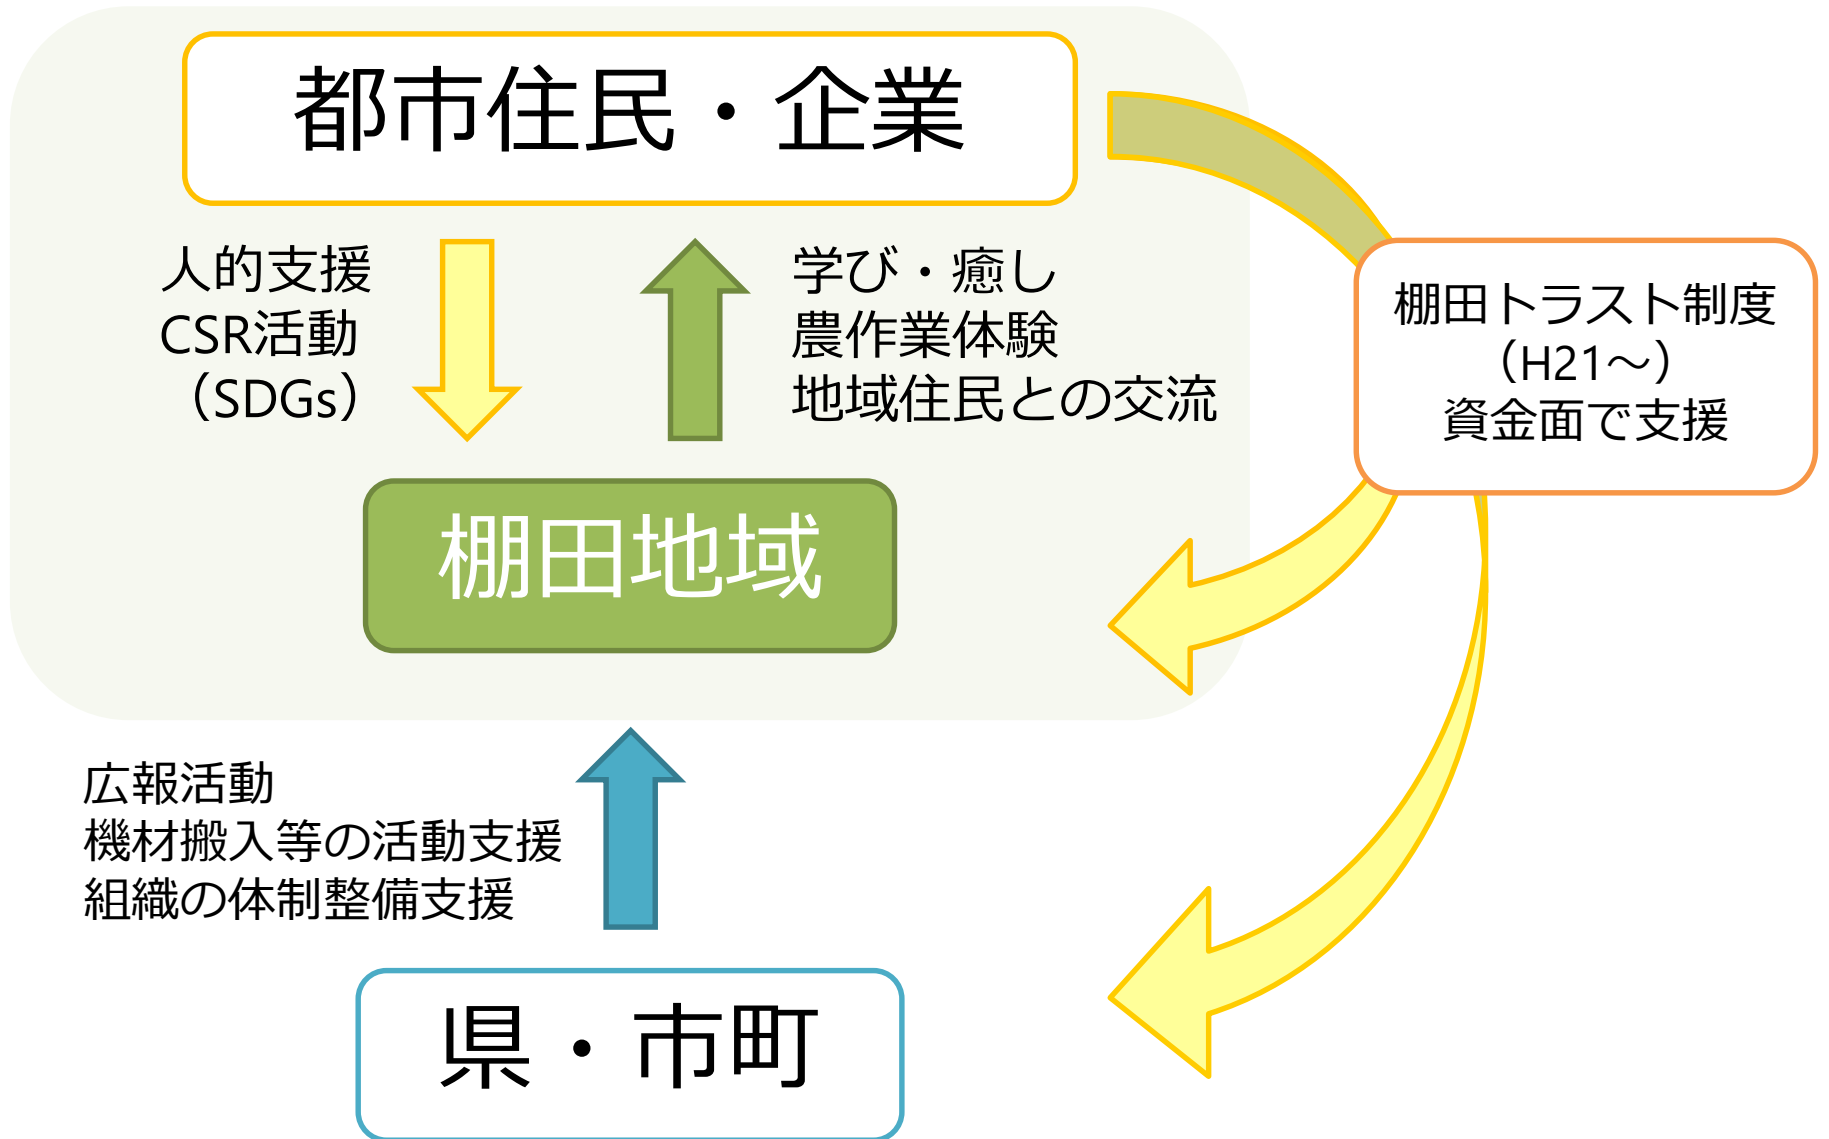 都市住民・企業
人的支援
CSR活動
（SDGs）
学び・癒し
農作業体験
地域住民との交流
棚田トラスト制度
（H21～）
資金面で支援
棚田地域
広報活動
機材搬入等の活動支援
組織の体制整備支援
県・市町